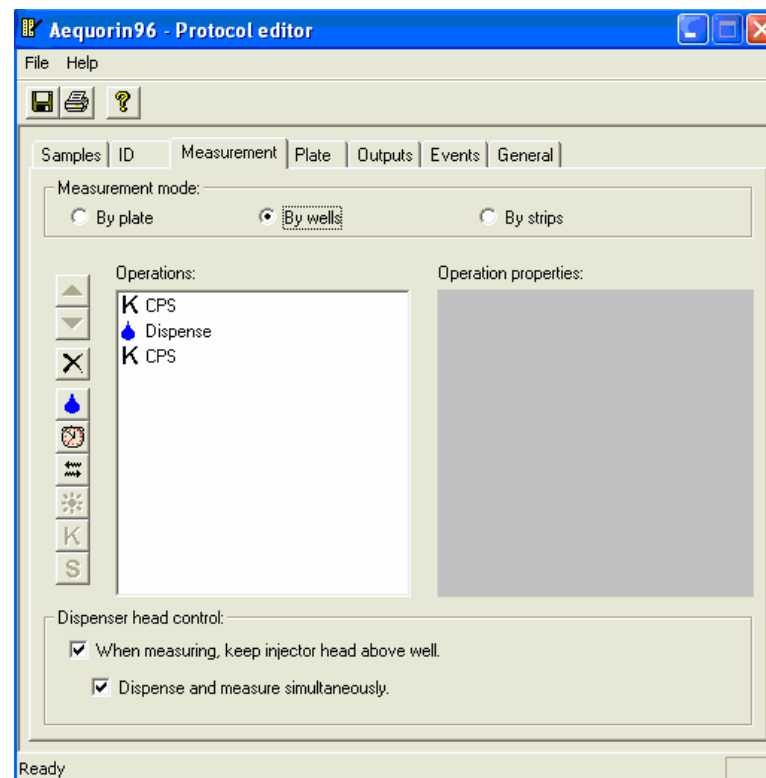 Aequorin96 - Protocol editor
File Help
?
Samples ID Measurement Plate Outputs Events General
Measurement mode:
By plate By wells By strips
Operations: Operation properties:
K CPS
Dispense
K CPS
K
S
Dispenser head control:
When measuring, keep injector head above well.
Dispense and measure simultaneously.
Ready